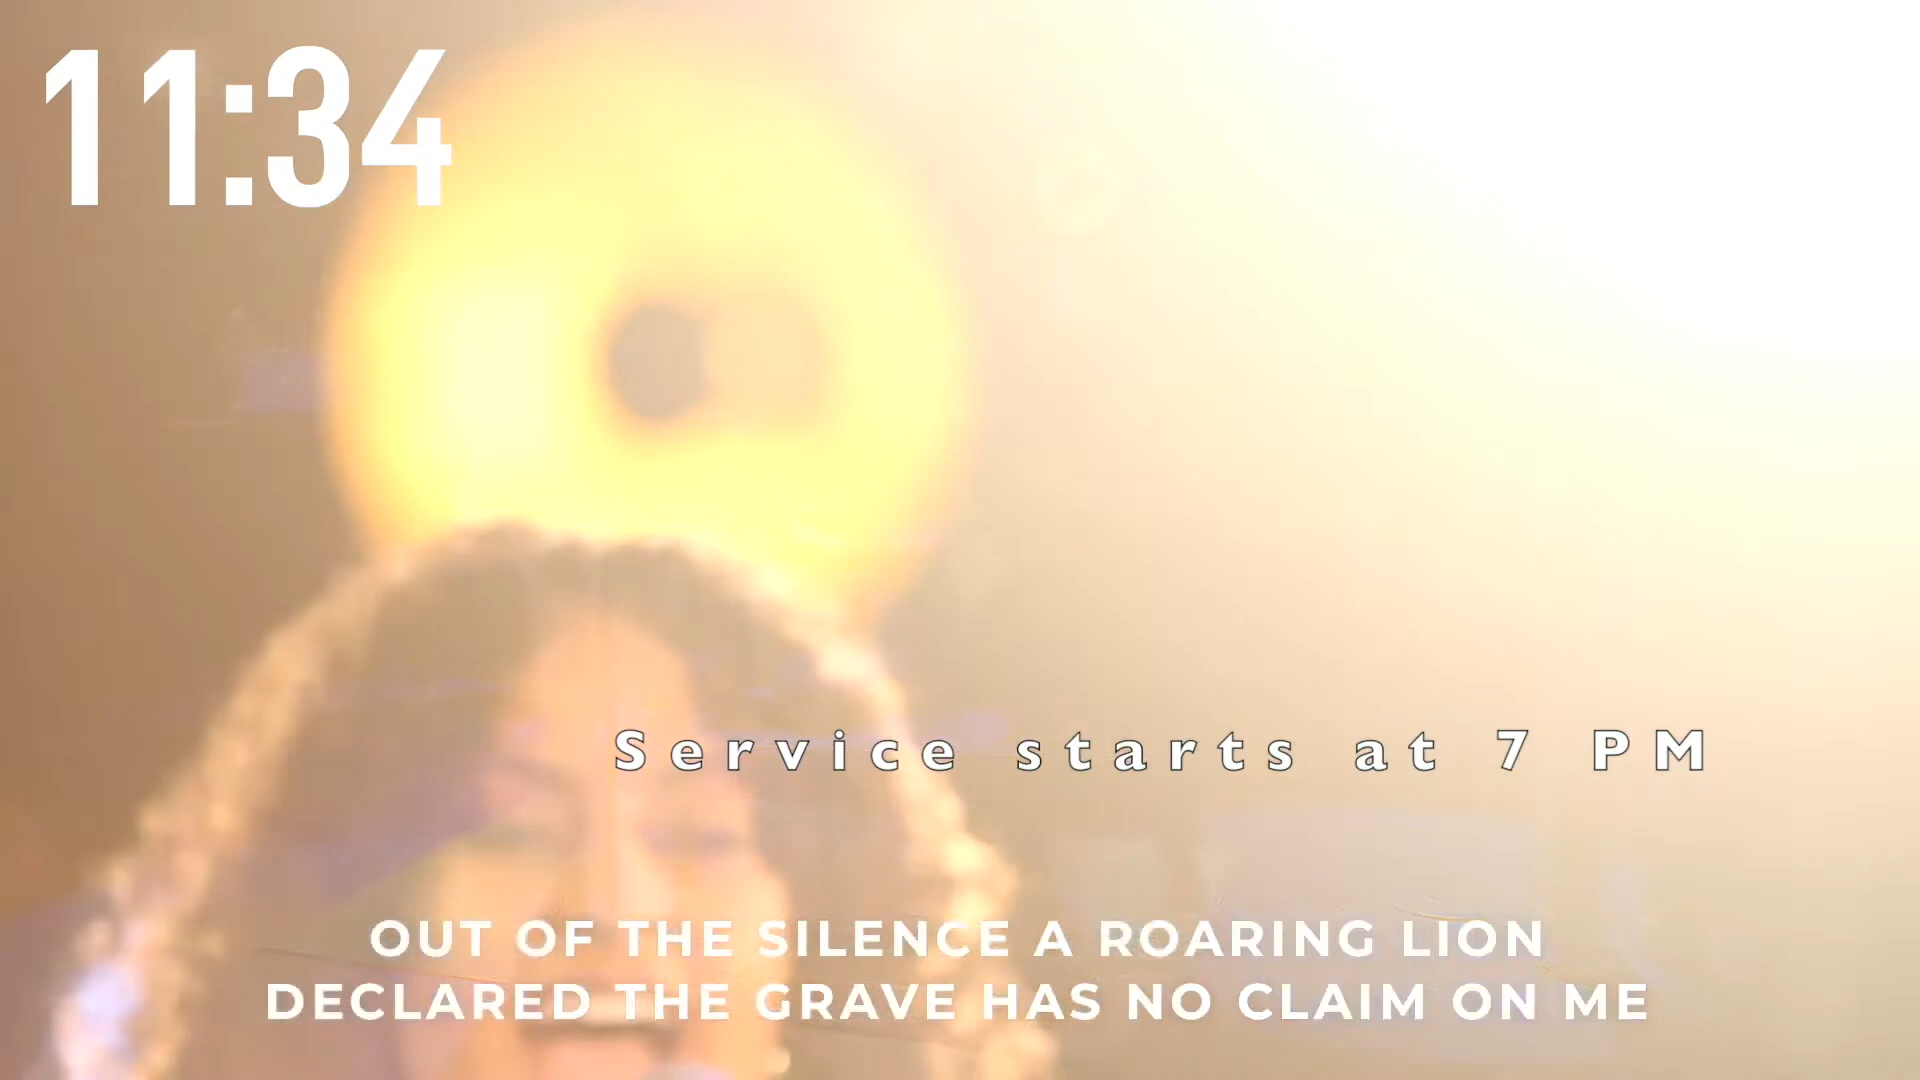 11:34
Service starts at 7 PM
OUT OF THE SILENCE A ROARING LION
DECLARED THE GRAVE HAS NO CLAIM ON ME